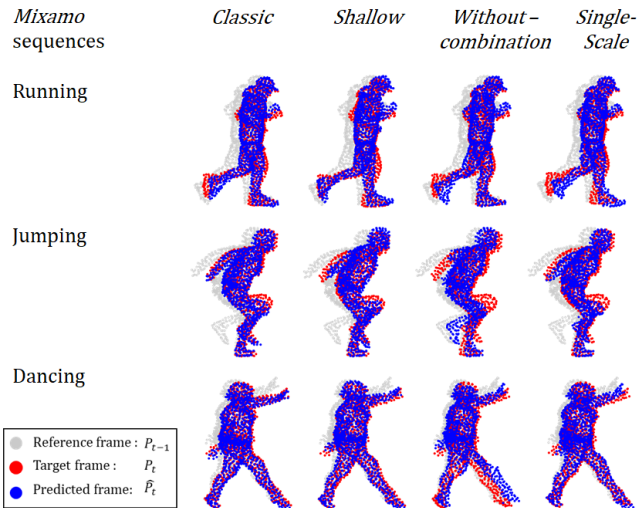 Mixamo sequences
Classic
Shallow
Without – combination
Single-Scale
Running
Jumping
Dancing
Reference frame : P_{t−1}
Target frame : P_t
Predicted frame: P̂_t